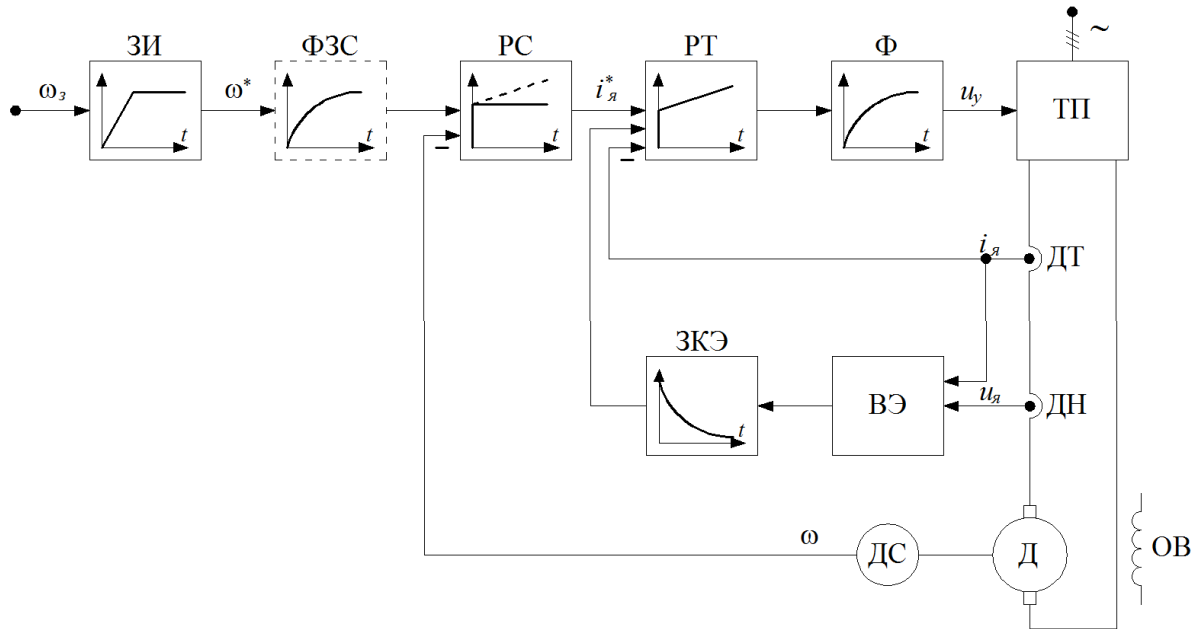 ~
ЗИ ФЗС РС РТ Ф
ω₃ ω* i*я uу ТП
t t t t t
− −
iя ДТ
ЗКЭ
t ВЭ uя ДН
ω ДС Д ОВ